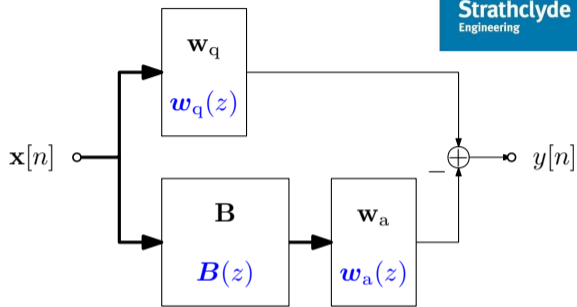 Strathclyde
Engineering
w_q
w_q(z)
x[n]
y[n]
−
B
w_a
B(z)
w_a(z)